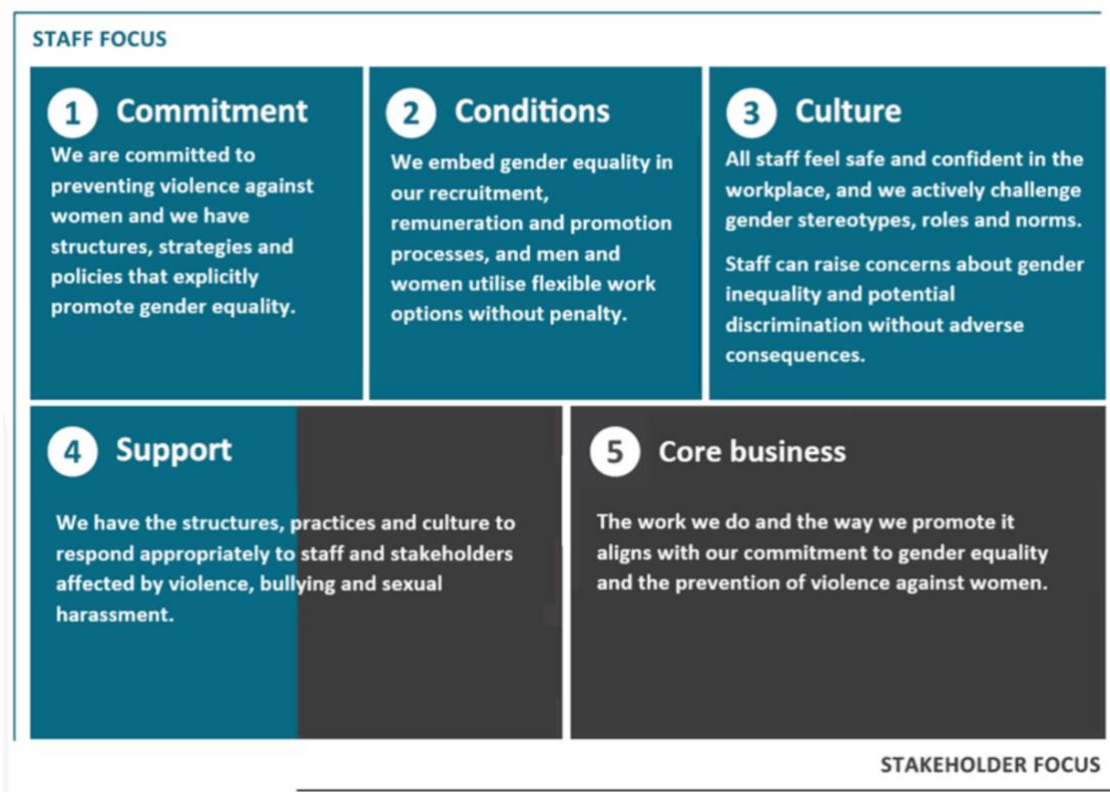 STAFF FOCUS
1 Commitment
We are committed to
preventing violence against
women and we have
structures, strategies and
policies that explicitly
promote gender equality.
2 Conditions
We embed gender equality in
our recruitment,
remuneration and promotion
processes, and men and
women utilise flexible work
options without penalty.
3 Culture
All staff feel safe and confident in the
workplace, and we actively challenge
gender stereotypes, roles and norms.
Staff can raise concerns about gender
inequality and potential
discrimination without adverse
consequences.
4 Support
We have the structures, practices and culture to
respond appropriately to staff and stakeholders
affected by violence, bullying and sexual
harassment.
5 Core business
The work we do and the way we promote it
aligns with our commitment to gender equality
and the prevention of violence against women.
STAKEHOLDER FOCUS